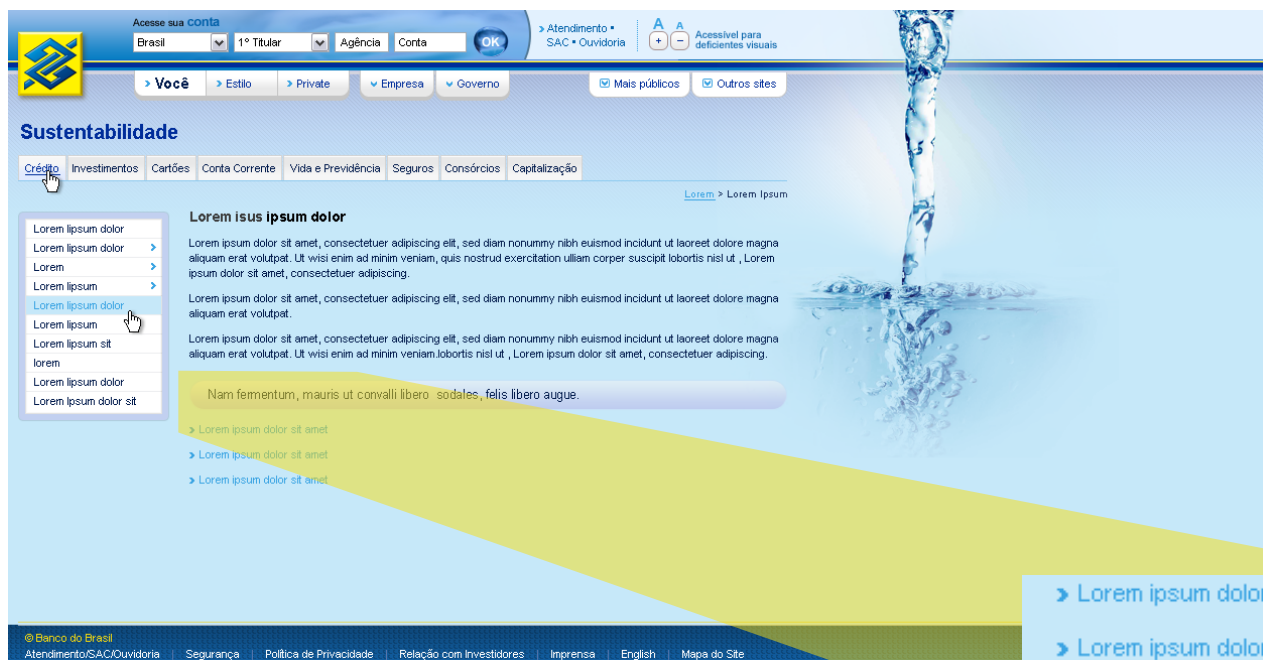 Acesse sua conta
Brasil 1º Titular Agência Conta OK
Atendimento •
SAC • Ouvidoria
A A
+ −
Acessível para
deficientes visuais
Você Estilo Private Empresa Governo Mais públicos Outros sites
Sustentabilidade
Crédito Investimentos Cartões Conta Corrente Vida e Previdência Seguros Consórcios Capitalização
Lorem > Lorem Ipsum
Lorem lipsum dolor
Lorem lipsum dolor
Lorem
Lorem lipsum
Lorem lipsum dolor
Lorem lipsum
Lorem lipsum sit
lorem
Lorem lipsum dolor
Lorem Ipsum dolor sit
Lorem isus ipsum dolor
Lorem ipsum dolor sit amet, consectetuer adipiscing elit, sed diam nonummy nibh euismod incidunt ut laoreet dolore magna
aliquam erat volutpat. Ut wisi enim ad minim veniam, quis nostrud exercitation ulliam corper suscipit lobortis nisl ut , Lorem
ipsum dolor sit amet, consectetuer adipiscing.
Lorem ipsum dolor sit amet, consectetuer adipiscing elit, sed diam nonummy nibh euismod incidunt ut laoreet dolore magna
aliquam erat volutpat.
Lorem ipsum dolor sit amet, consectetuer adipiscing elit, sed diam nonummy nibh euismod incidunt ut laoreet dolore magna
aliquam erat volutpat. Ut wisi enim ad minim veniam.lobortis nisl ut , Lorem ipsum dolor sit amet, consectetuer adipiscing.
Nam fermentum, mauris ut convalli libero sodales, felis libero augue.
Lorem ipsum dolor sit amet
Lorem ipsum dolor sit amet
Lorem ipsum dolor sit amet
Lorem ipsum dolor
Lorem ipsum dolor
© Banco do Brasil
Atendimento/SAC/Ouvidoria | Segurança | Política de Privacidade | Relação com Investidores | Imprensa | English | Mapa do Site